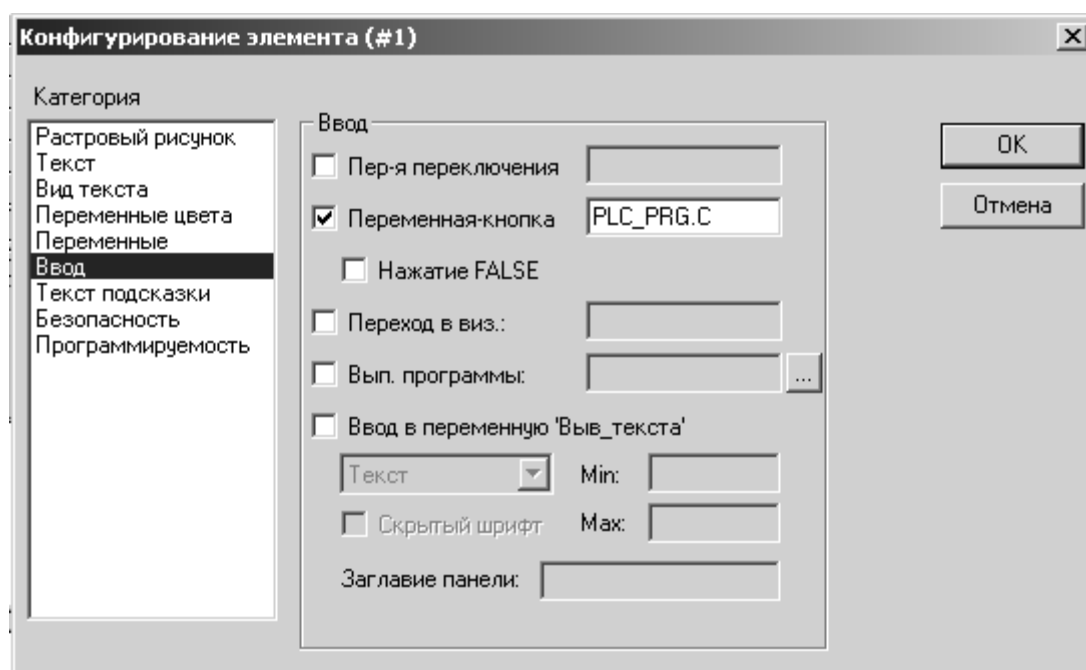 Конфигурирование элемента (#1)
Категория
Растровый рисунок
Текст
Вид текста
Переменные цвета
Переменные
Ввод
Текст подсказки
Безопасность
Программируемость
Ввод
Пер-я переключения
Переменная-кнопка PLC_PRG.C
Нажатие FALSE
Переход в виз.:
Вып. программы: ...
Ввод в переменную 'Выв_текста'
Текст Min:
Скрытый шрифт Max:
Заглавие панели:
OK
Отмена